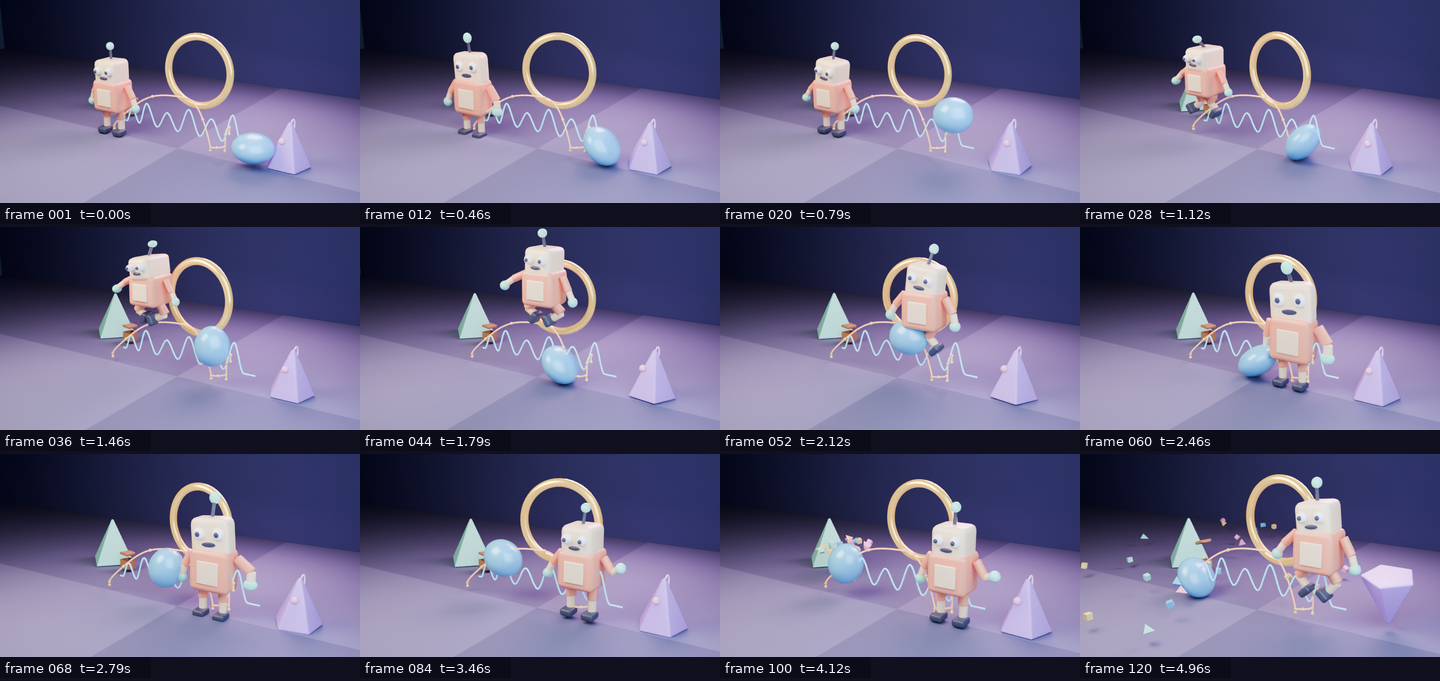 frame 001 t=0.00s
frame 012 t=0.46s
frame 020 t=0.79s
frame 028 t=1.12s
frame 036 t=1.46s
frame 044 t=1.79s
frame 052 t=2.12s
frame 060 t=2.46s
frame 068 t=2.79s
frame 084 t=3.46s
frame 100 t=4.12s
frame 120 t=4.96s